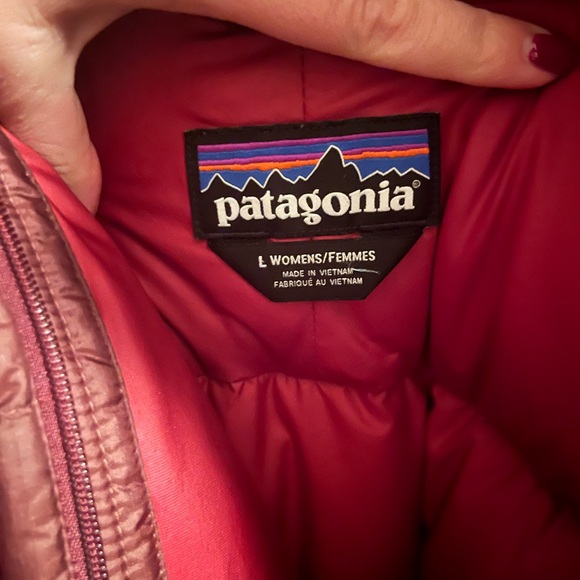 patagonia®
L WOMENS/FEMMES
MADE IN VIETNAM
FABRIQUÉ AU VIETNAM